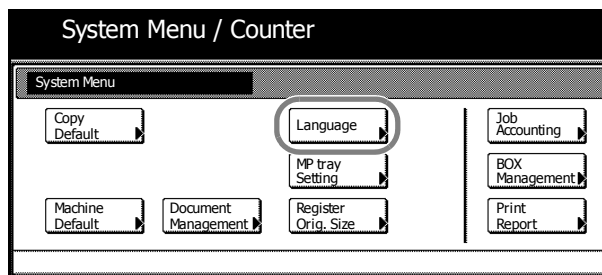 System Menu / Counter
System Menu
Copy
Default
Language
Job
Accounting
MP tray
Setting
BOX
Management
Machine
Default
Document
Management
Register
Orig. Size
Print
Report